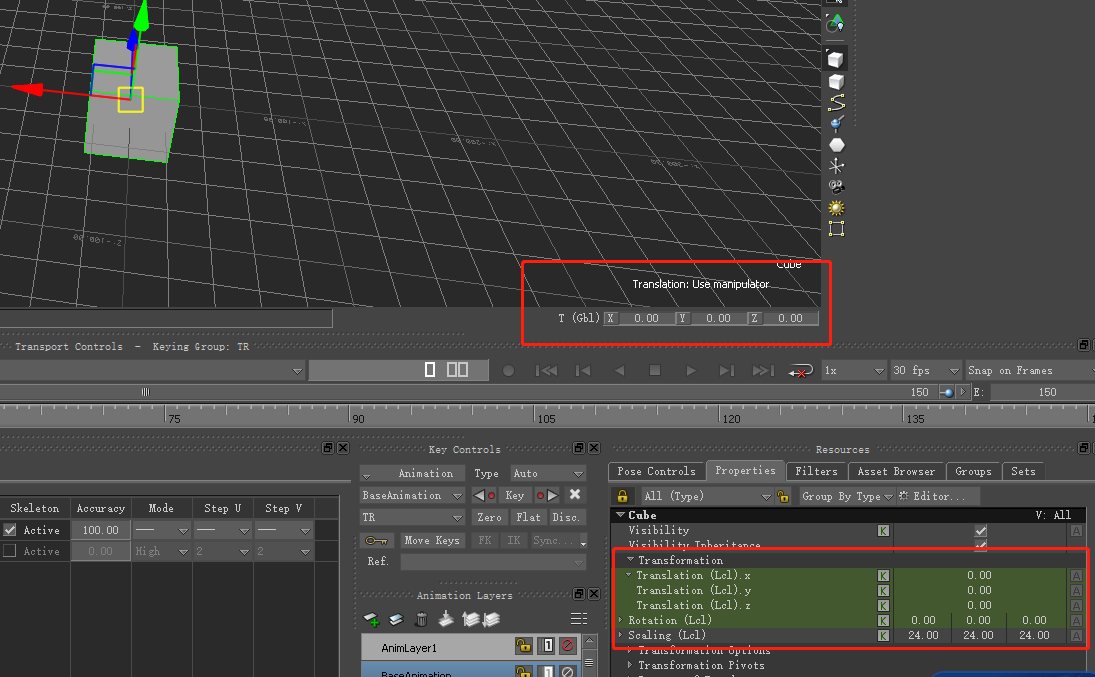 Cube
Translation: Use manipulator
T (Gbl) X 0.00 Y 0.00 Z 0.00
Transport Controls - Keying Group: TR
1x 30 fps Snap on Frames
150 E: 150
75 90 105 120 135
Key Controls Resources
Animation Type Auto
Pose Controls Properties Filters Asset Browser Groups Sets
BaseAnimation Key
All (Type) Group By Type Editor...
Skeleton Accuracy Mode Step U Step V
TR Zero Flat Disc.
Cube V: All
Active 100.00
Visibility K A
Move Keys FK IK Sync...
Visibility Inheritance
Active 0.00 High 2 2
Ref.
Transformation
Translation (Lcl).x K 0.00 A
Translation (Lcl).y K 0.00 A
Animation Layers
Translation (Lcl).z K 0.00 A
Rotation (Lcl) K 0.00 0.00 0.00 A
Scaling (Lcl) K 24.00 24.00 24.00 A
AnimLayer1
Transformation Options
Transformation Pivots
BaseAnimation